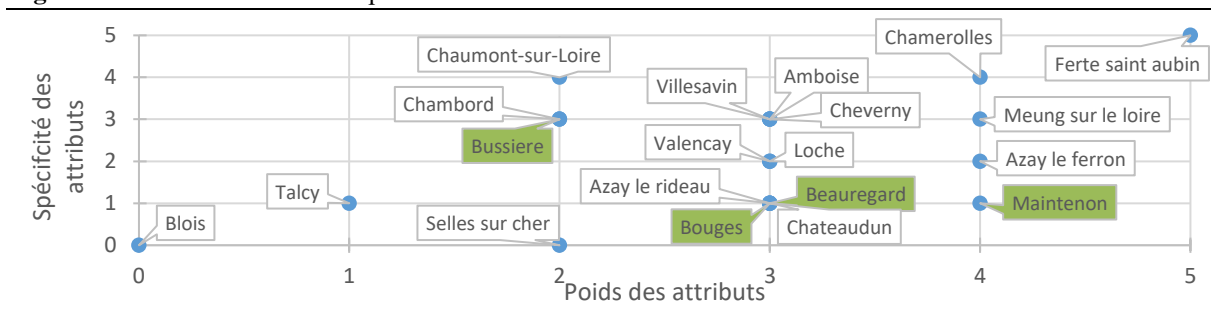 5
Ferte saint aubin
Chamerolles
4
Chaumont-sur-Loire
Villesavin
Amboise
3
Chambord
Cheverny
Meung sur le loire
Bussiere
2
Valencay
Loche
Azay le ferron
1
Talcy
Azay le rideau
Beauregard
Maintenon
Bouges
Chateaudun
0
Blois
Selles sur cher
Spécifcité des
attributs
0 1 2 3 4 5
Poids des attributs